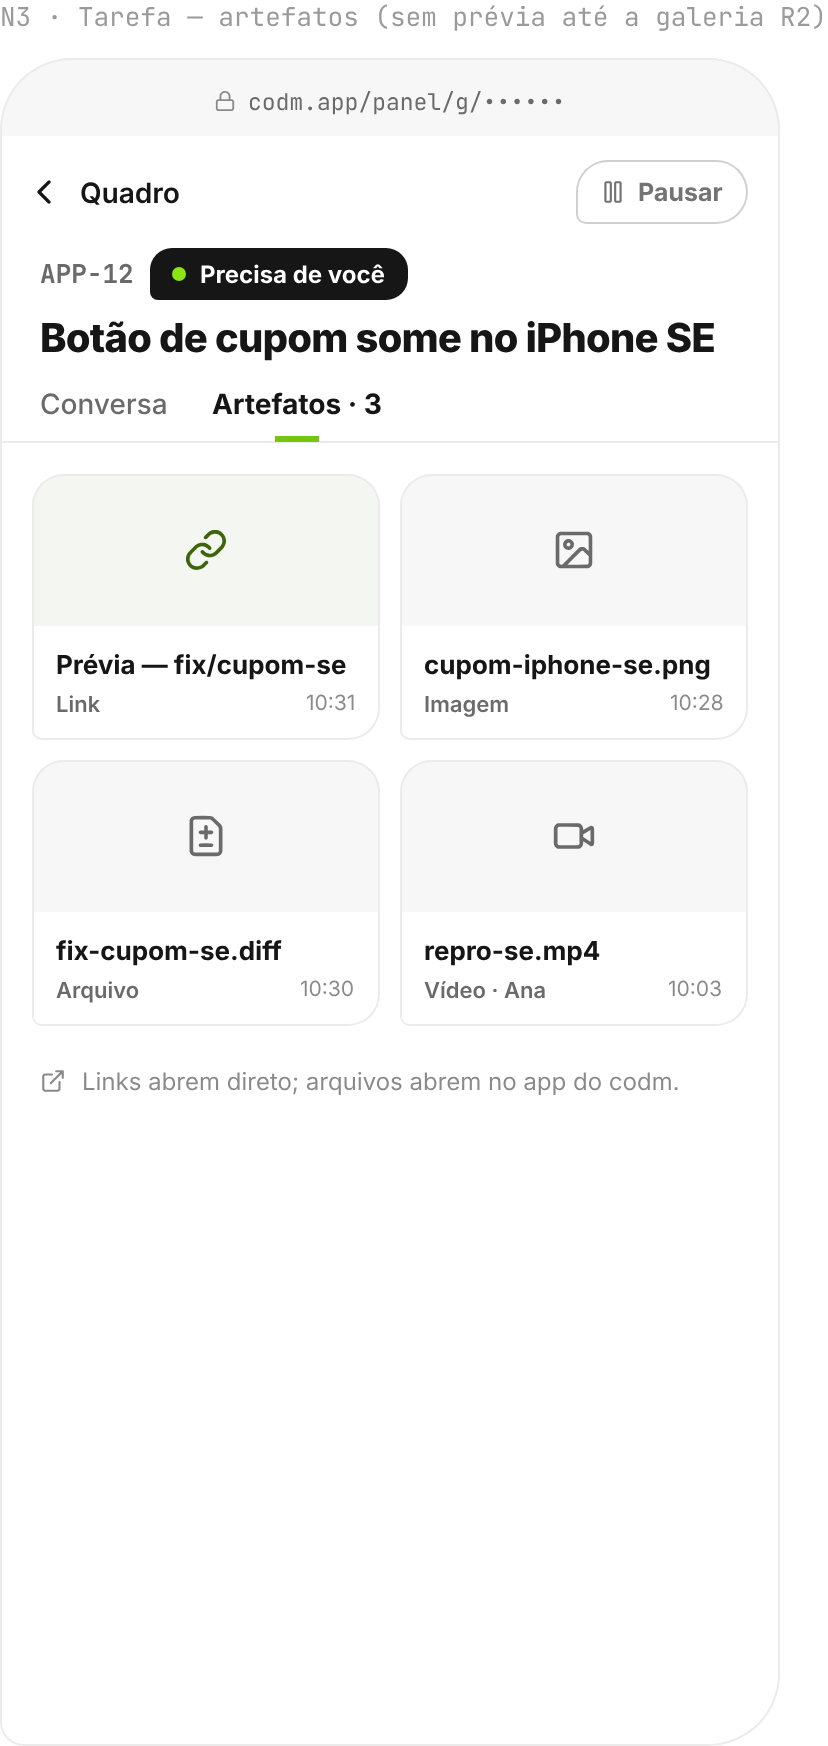 N3 · Tarefa — artefatos (sem prévia até a galeria R2)
codm.app/panel/g/••••••
Quadro
Pausar
APP-12
Precisa de você
Botão de cupom some no iPhone SE
Conversa
Artefatos · 3
Prévia — fix/cupom-se
Link 10:31
cupom-iphone-se.png
Imagem 10:28
fix-cupom-se.diff
Arquivo 10:30
repro-se.mp4
Vídeo · Ana 10:03
Links abrem direto; arquivos abrem no app do codm.